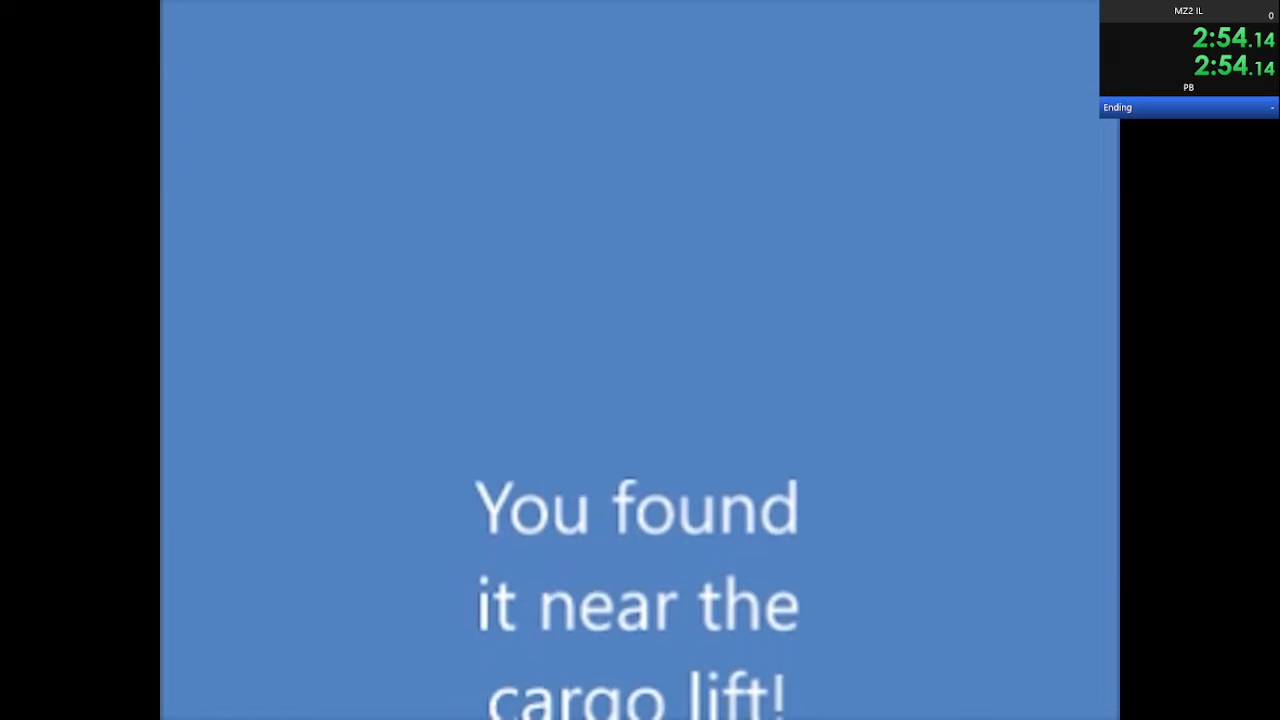 MZ2 IL
0
2:54.14
2:54.14
PB
Ending -
You found
it near the
cargo lift!